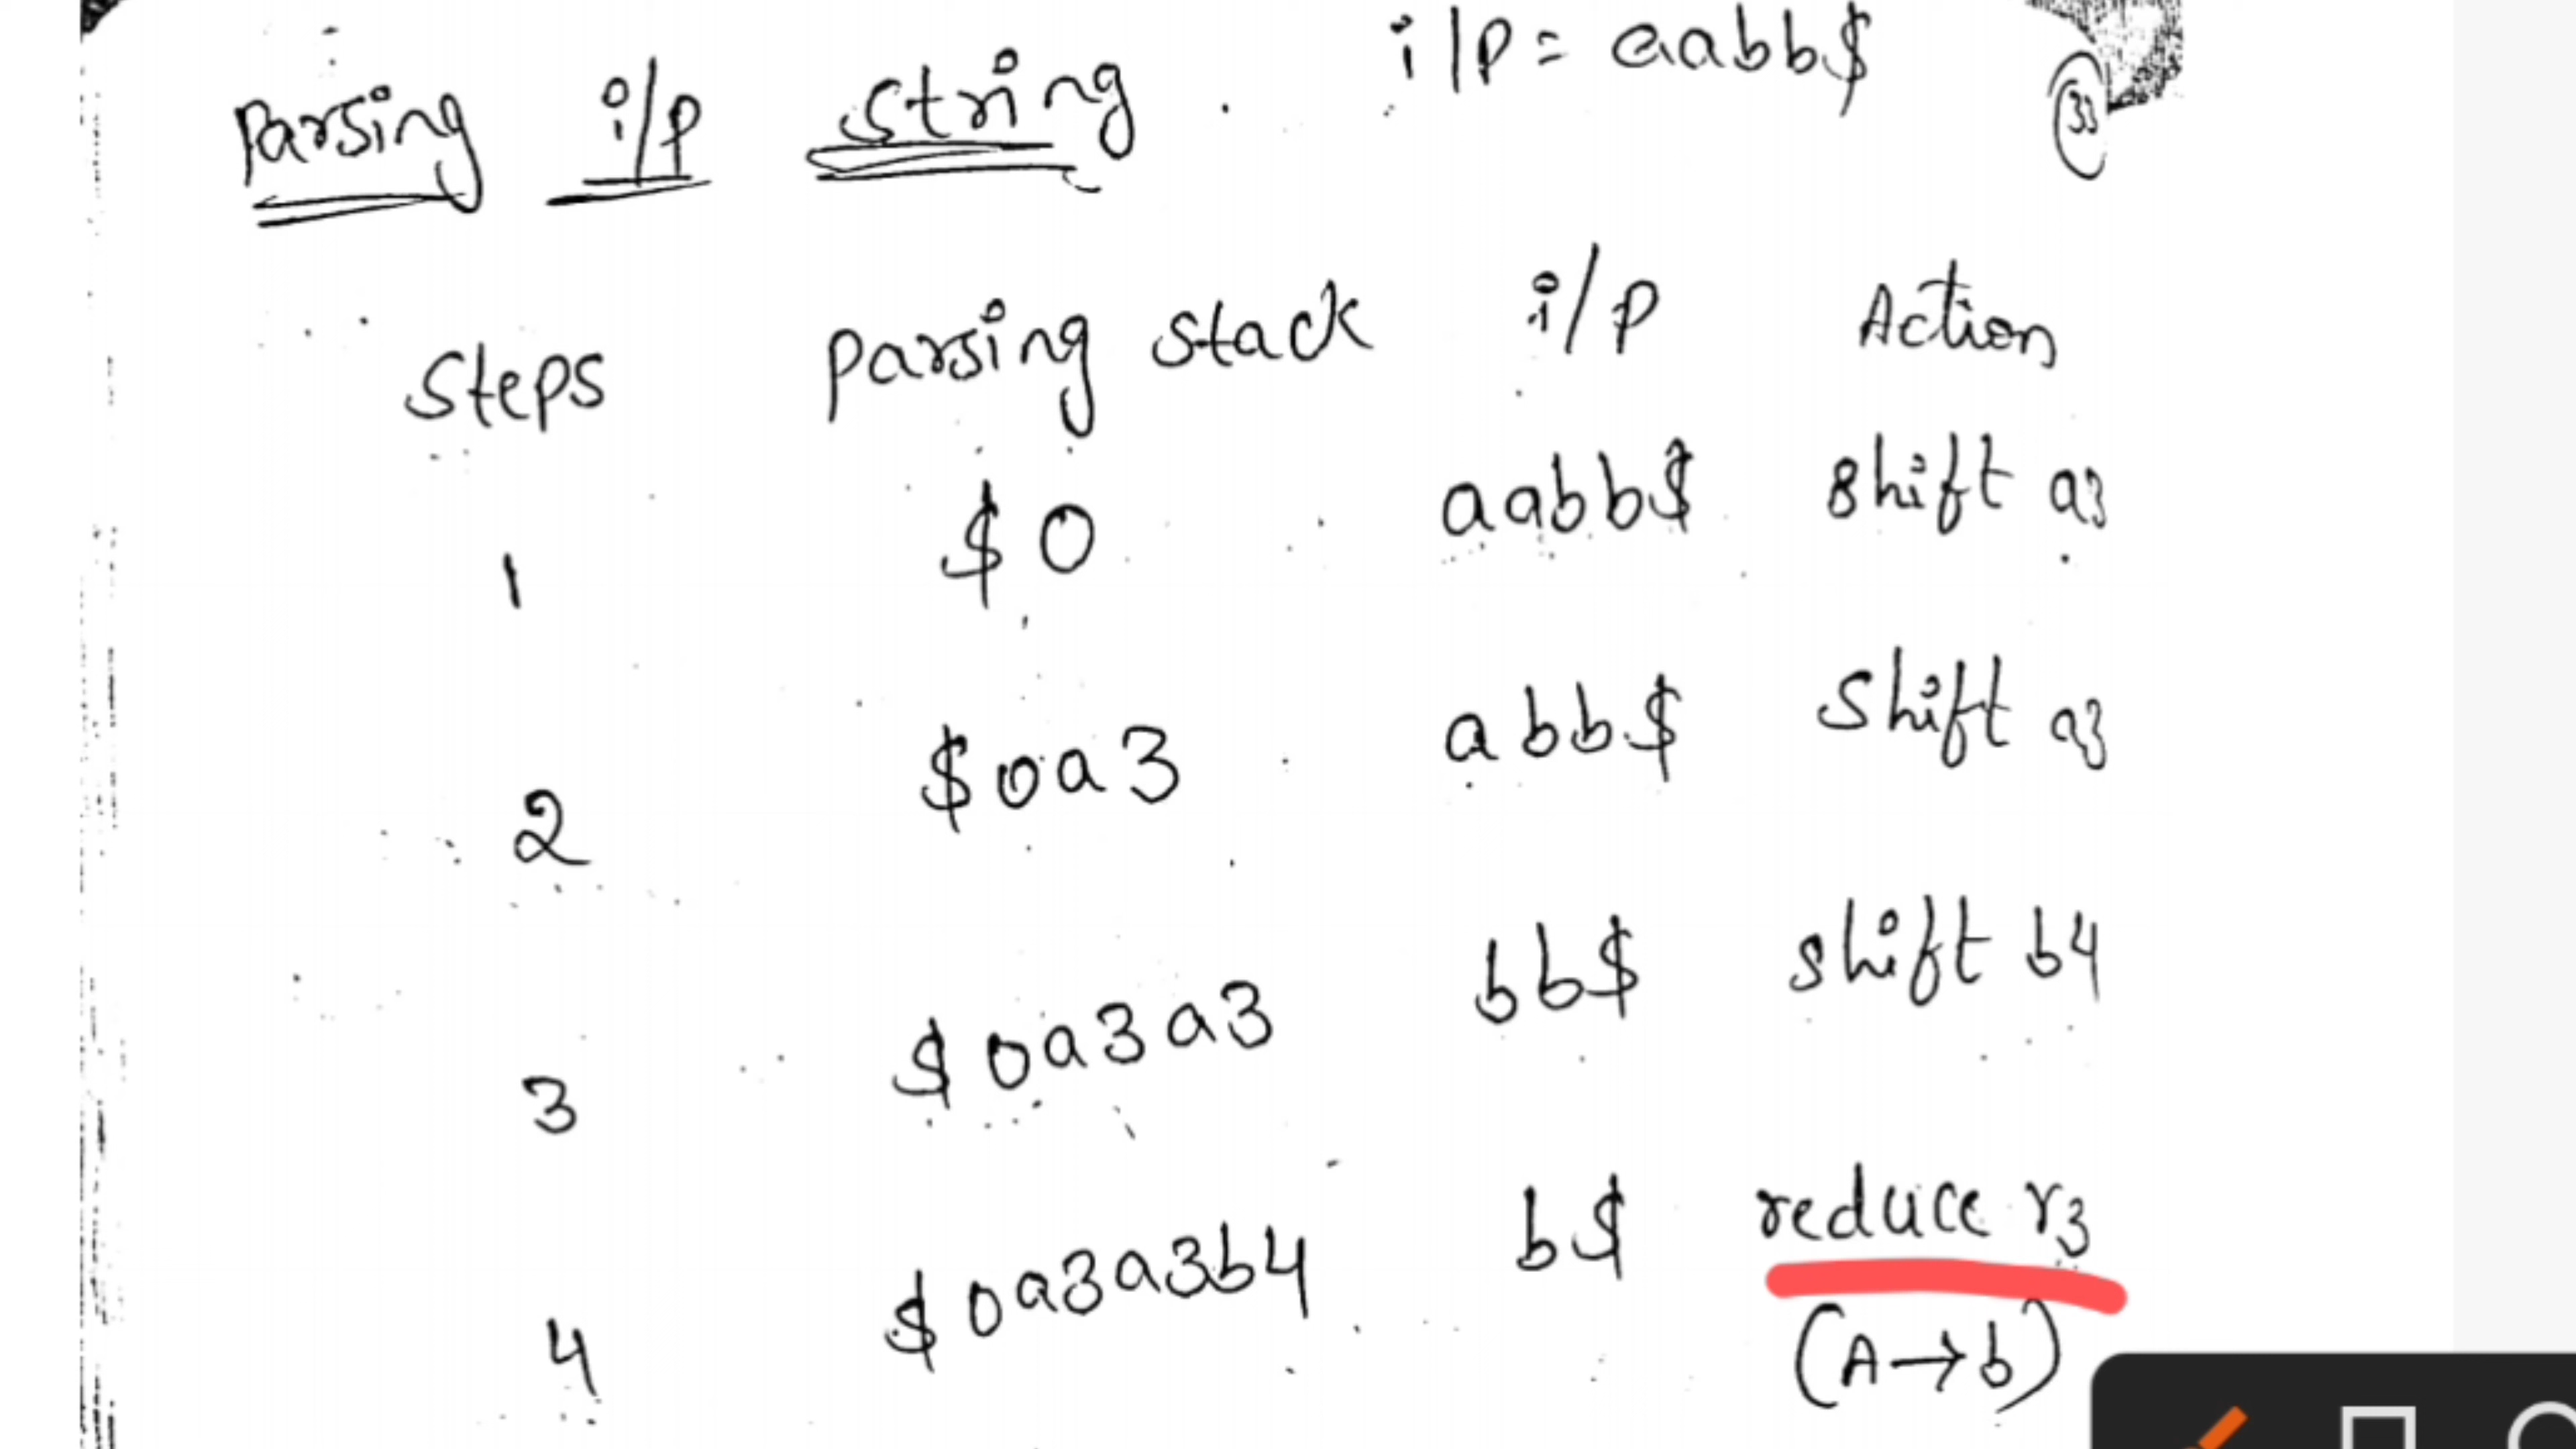 Parsing i/p string . i/p = aabb$
33
Steps parsing stack i/p Action
1 $0 aabb$ shift a3
2 $0a3 abb$ shift a3
3 $0a3a3 bb$ shift b4
4 $0a3a3b4 b$ reduce r3
(A→b)